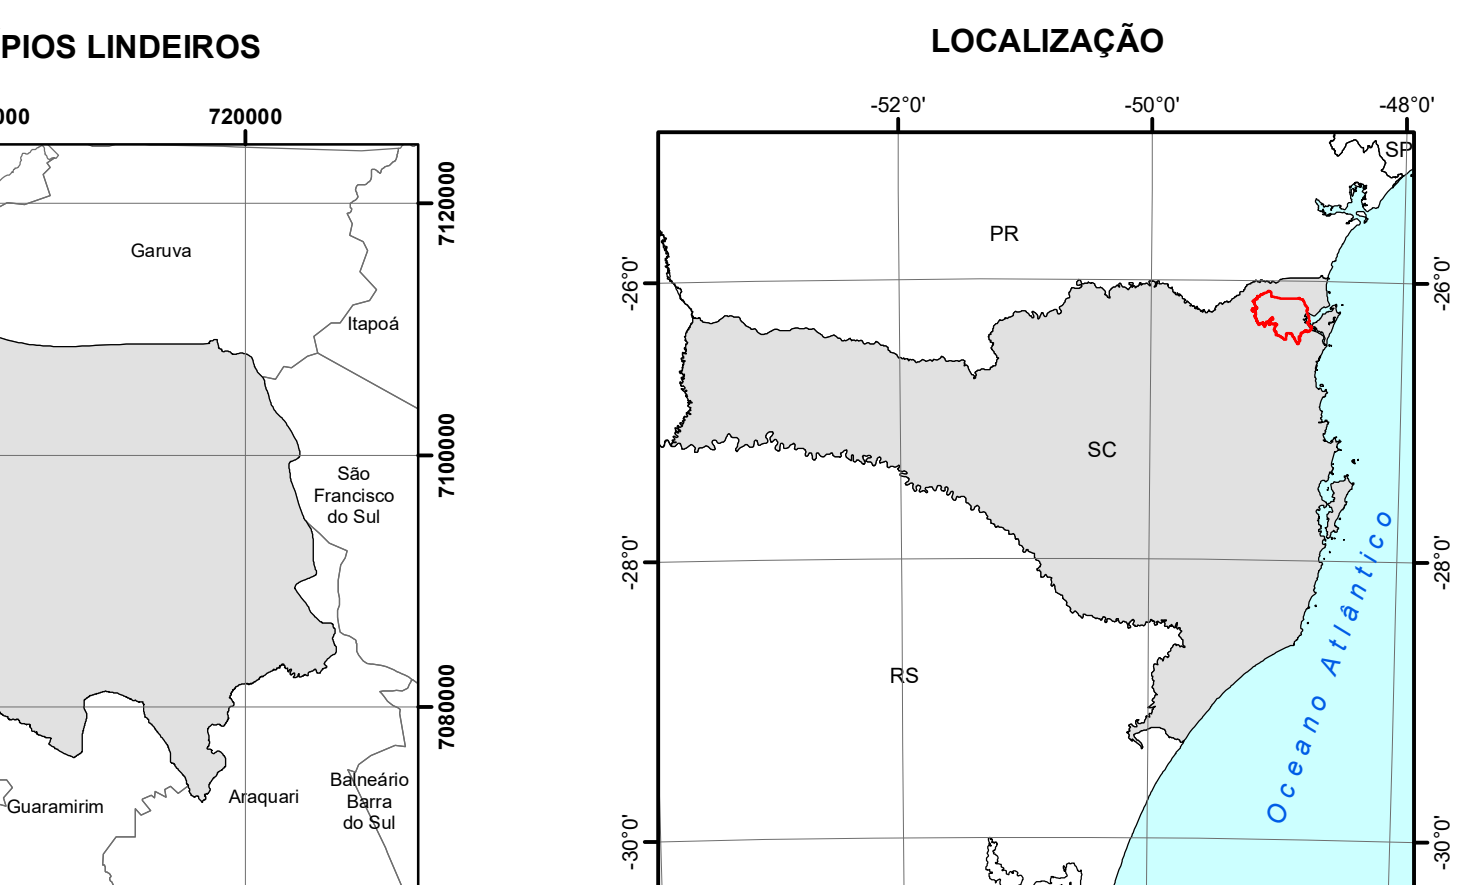 PIOS LINDEIROS
000
720000
7120000
7100000
7080000
Garuva
Itapoá
São
Francisco
do Sul
Guaramirim
Araquari
Balneário
Barra
do Sul
LOCALIZAÇÃO
-52°0'
-50°0'
-48°0'
-26°0'
-28°0'
-30°0'
-26°0'
-28°0'
-30°0'
SP
PR
SC
RS
Oceano Atlântico